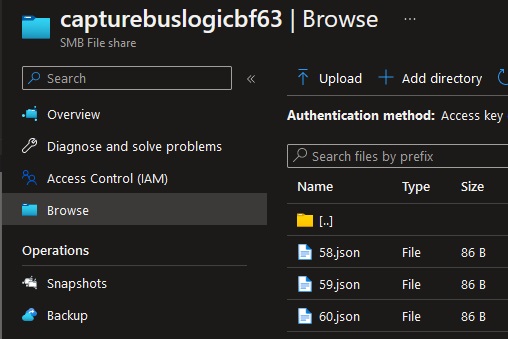 capturebuslogicbf63 | Browse ...
SMB File share
Search «
Overview
Diagnose and solve problems
Access Control (IAM)
Browse
Operations
Snapshots
Backup
Upload + Add directory
Authentication method: Access key
Search files by prefix
Name Type Size
[..]
58.json File 86 B
59.json File 86 B
60.json File 86 B